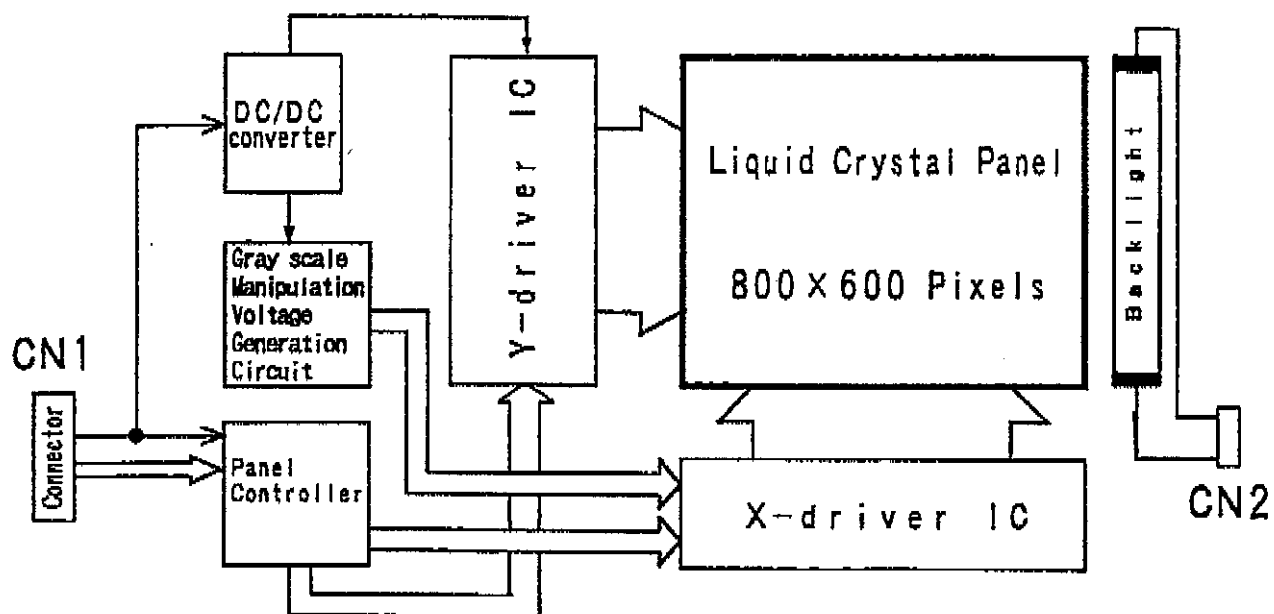 DC/DC
converter
Y-driver IC
Liquid Crystal Panel
800×600 Pixels
Backlight
Gray scale
Manipulation
Voltage
Generation
Circuit
CN1
Connector
Panel
Controller
X-driver IC
CN2